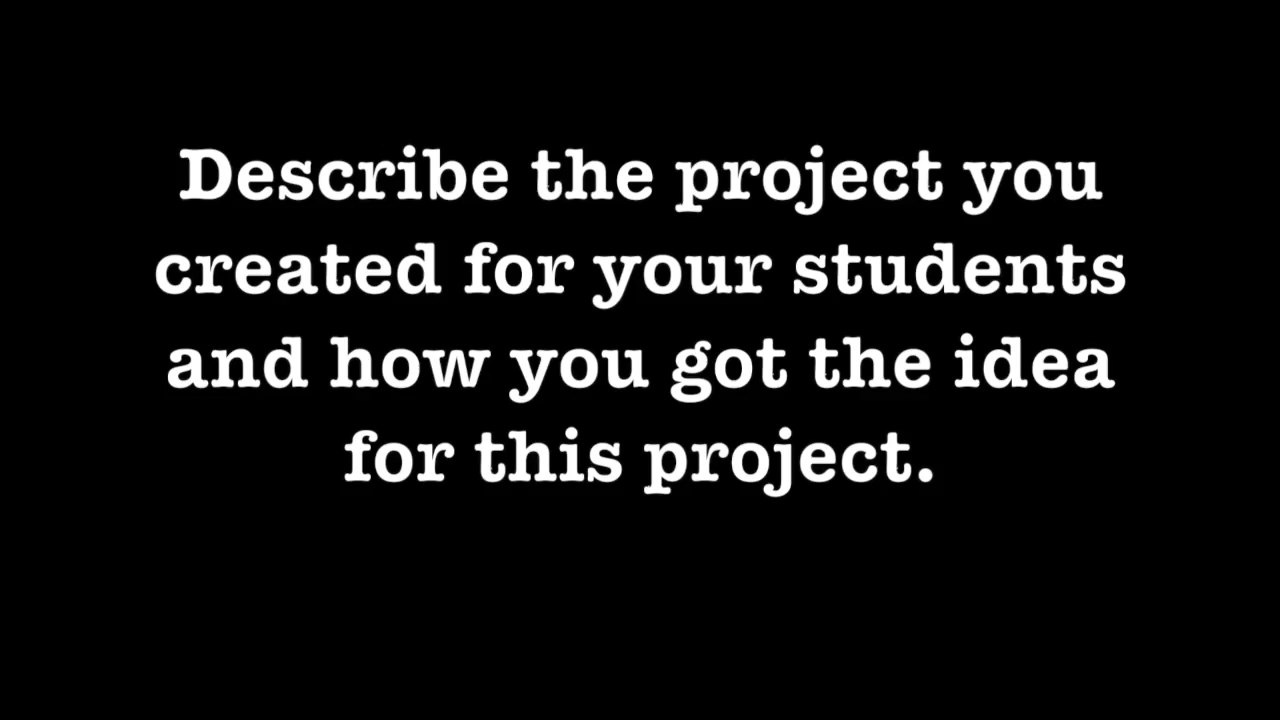 Describe the project you
created for your students
and how you got the idea
for this project.